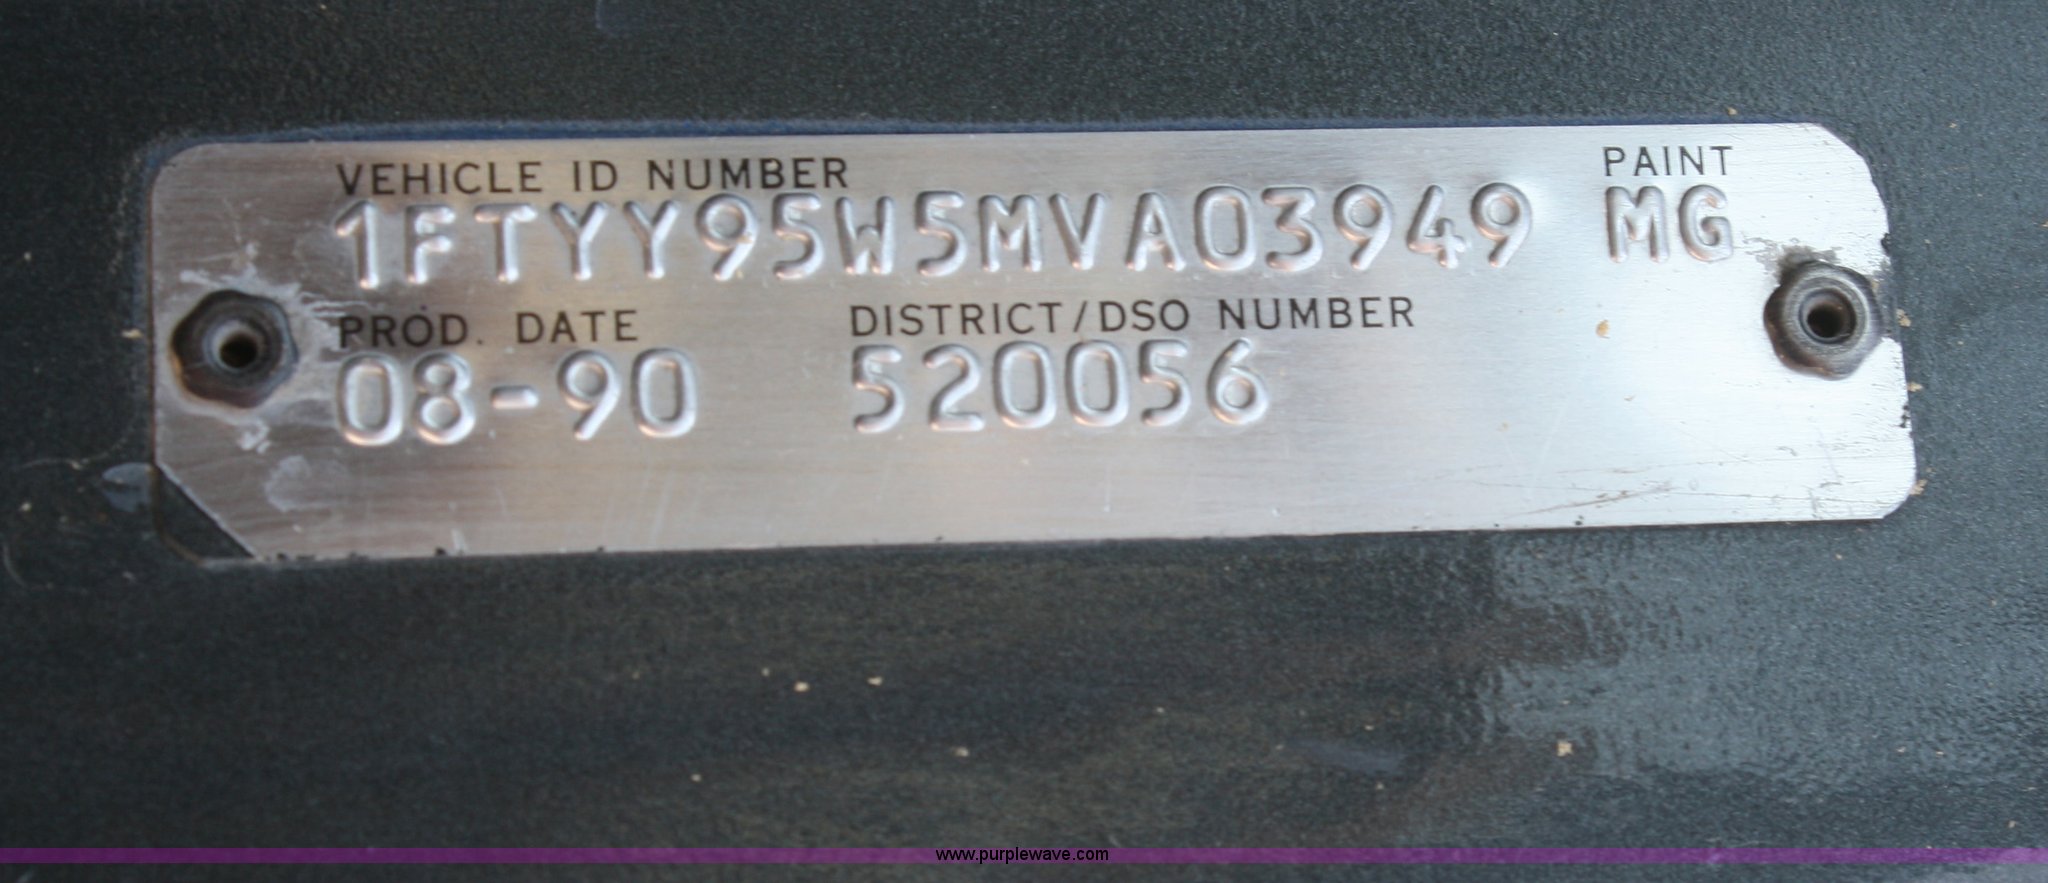 VEHICLE ID NUMBER PAINT
1FTYY95W5MVA03949 MG
PROD. DATE DISTRICT/DSO NUMBER
08-90 520056
www.purplewave.com